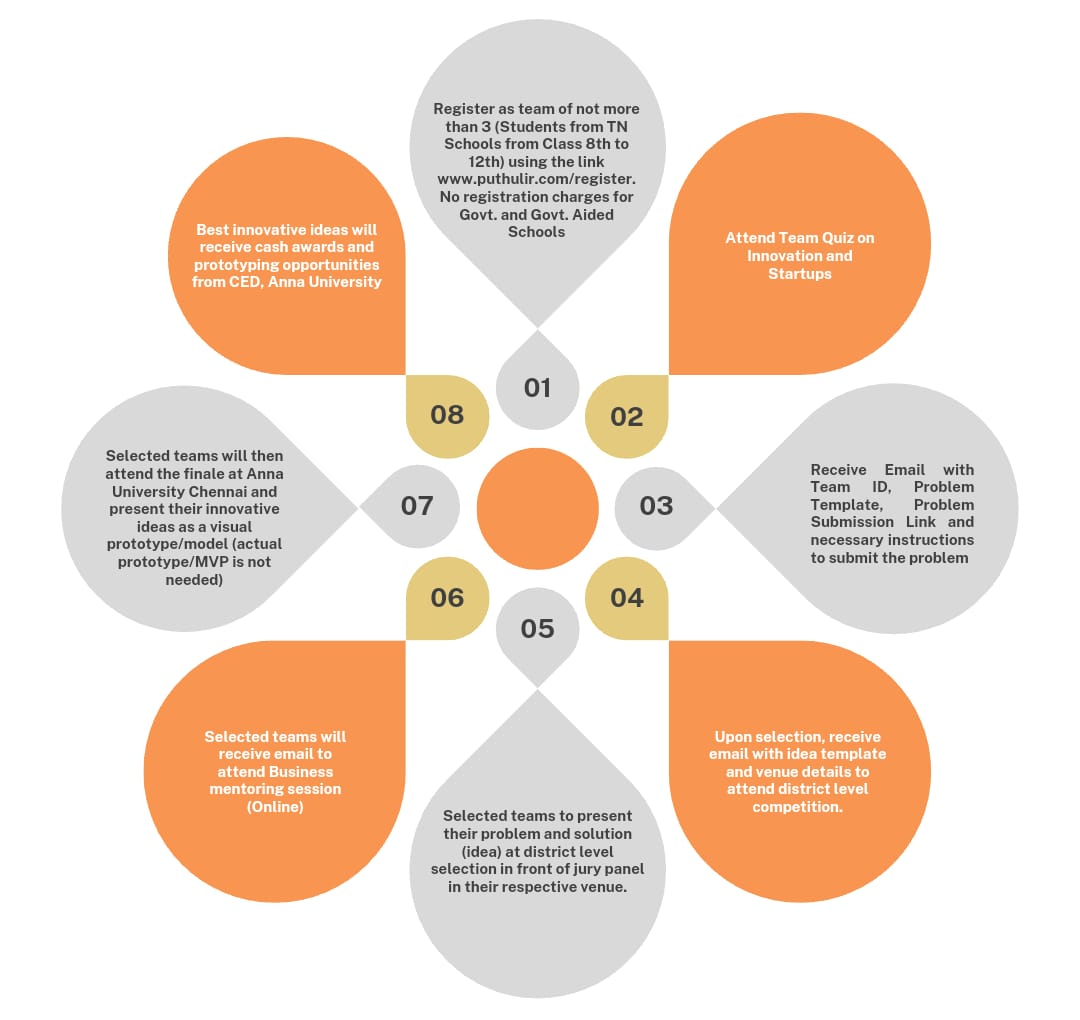 Register as team of not more
than 3 (Students from TN
Schools from Class 8th to
12th) using the link
www.puthulir.com/register.
No registration charges for
Govt. and Govt. Aided
Schools
01
Attend Team Quiz on
Innovation and
Startups
02
Receive Email with
Team ID, Problem
Template, Problem
Submission Link and
necessary instructions
to submit the problem
03
Upon selection, receive
email with idea template
and venue details to
attend district level
competition.
04
Selected teams to present
their problem and solution
(idea) at district level
selection in front of jury panel
in their respective venue.
05
Selected teams will
receive email to
attend Business
mentoring session
(Online)
06
Selected teams will then
attend the finale at Anna
University Chennai and
present their innovative
ideas as a visual
prototype/model (actual
prototype/MVP is not
needed)
07
Best innovative ideas will
receive cash awards and
prototyping opportunities
from CED, Anna University
08